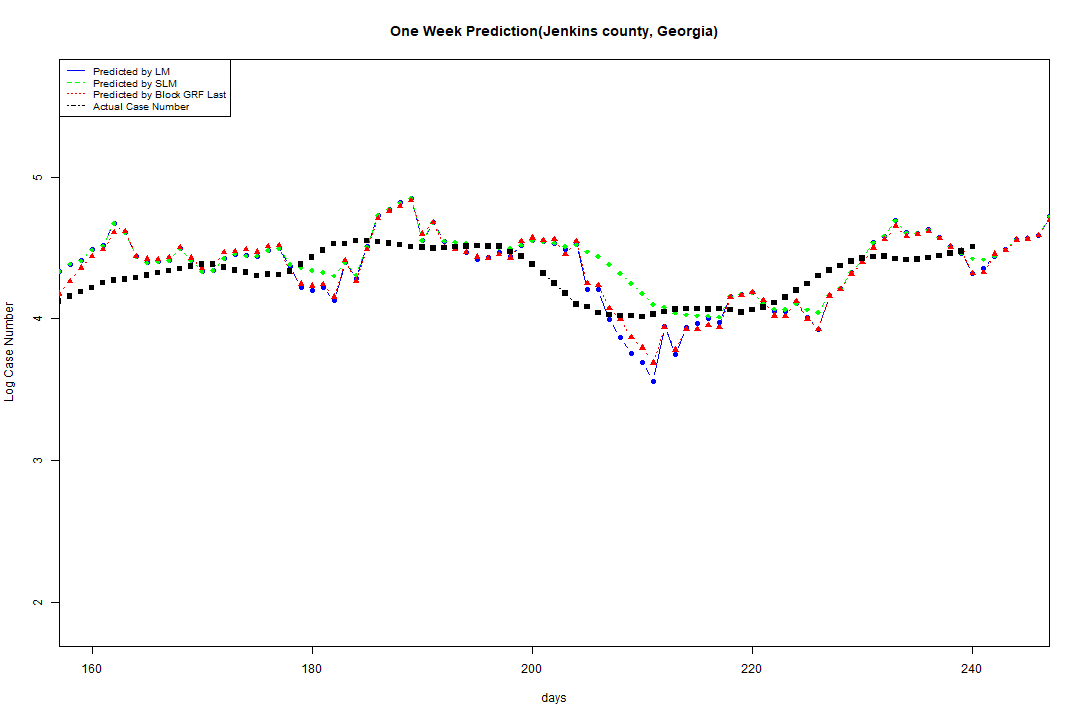 One Week Prediction(Jenkins county, Georgia)
Predicted by LM
Predicted by SLM
Predicted by Block GRF Last
Actual Case Number
5
4
3
2
Log Case Number
160
180
200
220
240
days